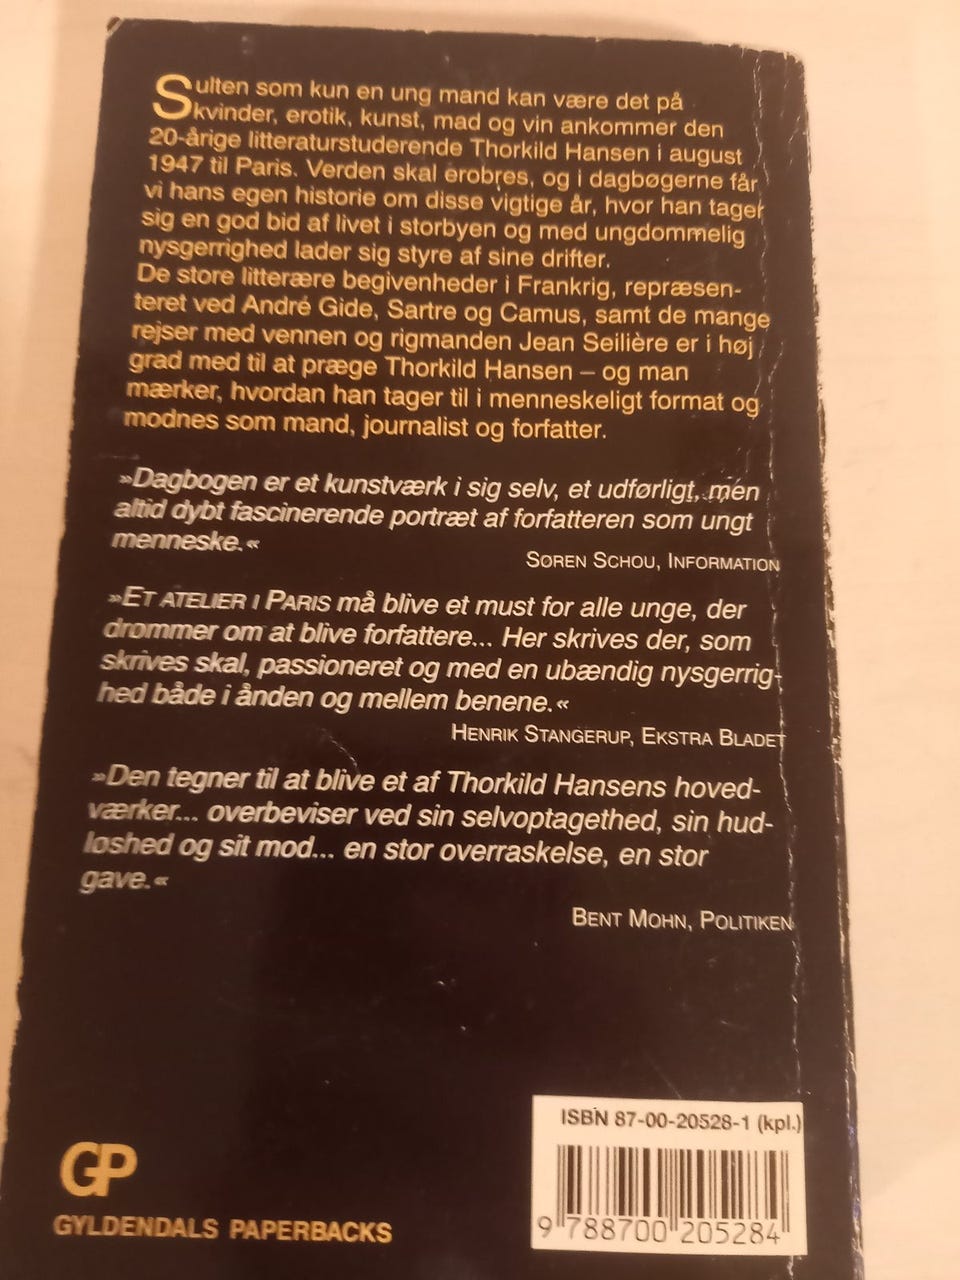 Sulten som kun en ung mand kan være det på
kvinder, erotik, kunst, mad og vin ankommer den
20-årige litteraturstuderende Thorkild Hansen i august
1947 til Paris. Verden skal erobres, og i dagbøgerne får
vi hans egen historie om disse vigtige år, hvor han tager
sig en god bid af livet i storbyen og med ungdommelig
nysgerrighed lader sig styre af sine drifter.
De store litterære begivenheder i Frankrig, repræsen-
teret ved André Gide, Sartre og Camus, samt de mange
rejser med vennen og rigmanden Jean Seilière er i høj
grad med til at præge Thorkild Hansen – og man
mærker, hvordan han tager til i menneskeligt format og
modnes som mand, journalist og forfatter.
»Dagbogen er et kunstværk i sig selv, et udførligt, men
altid dybt fascinerende portræt af forfatteren som ungt
menneske.«
SØREN SCHOU, INFORMATION
»ET ATELIER I PARIS må blive et must for alle unge, der
drømmer om at blive forfattere... Her skrives der, som
skrives skal, passioneret og med en ubændig nysgerrig-
hed både i ånden og mellem benene.«
HENRIK STANGERUP, EKSTRA BLADET
»Den tegner til at blive et af Thorkild Hansens hoved-
værker... overbeviser ved sin selvoptagethed, sin hud-
løshed og sit mod... en stor overraskelse, en stor
gave.«
BENT MOHN, POLITIKEN
ISBN 87-00-20528-1 (kpl.)
9 788700 205284
GP
GYLDENDALS PAPERBACKS